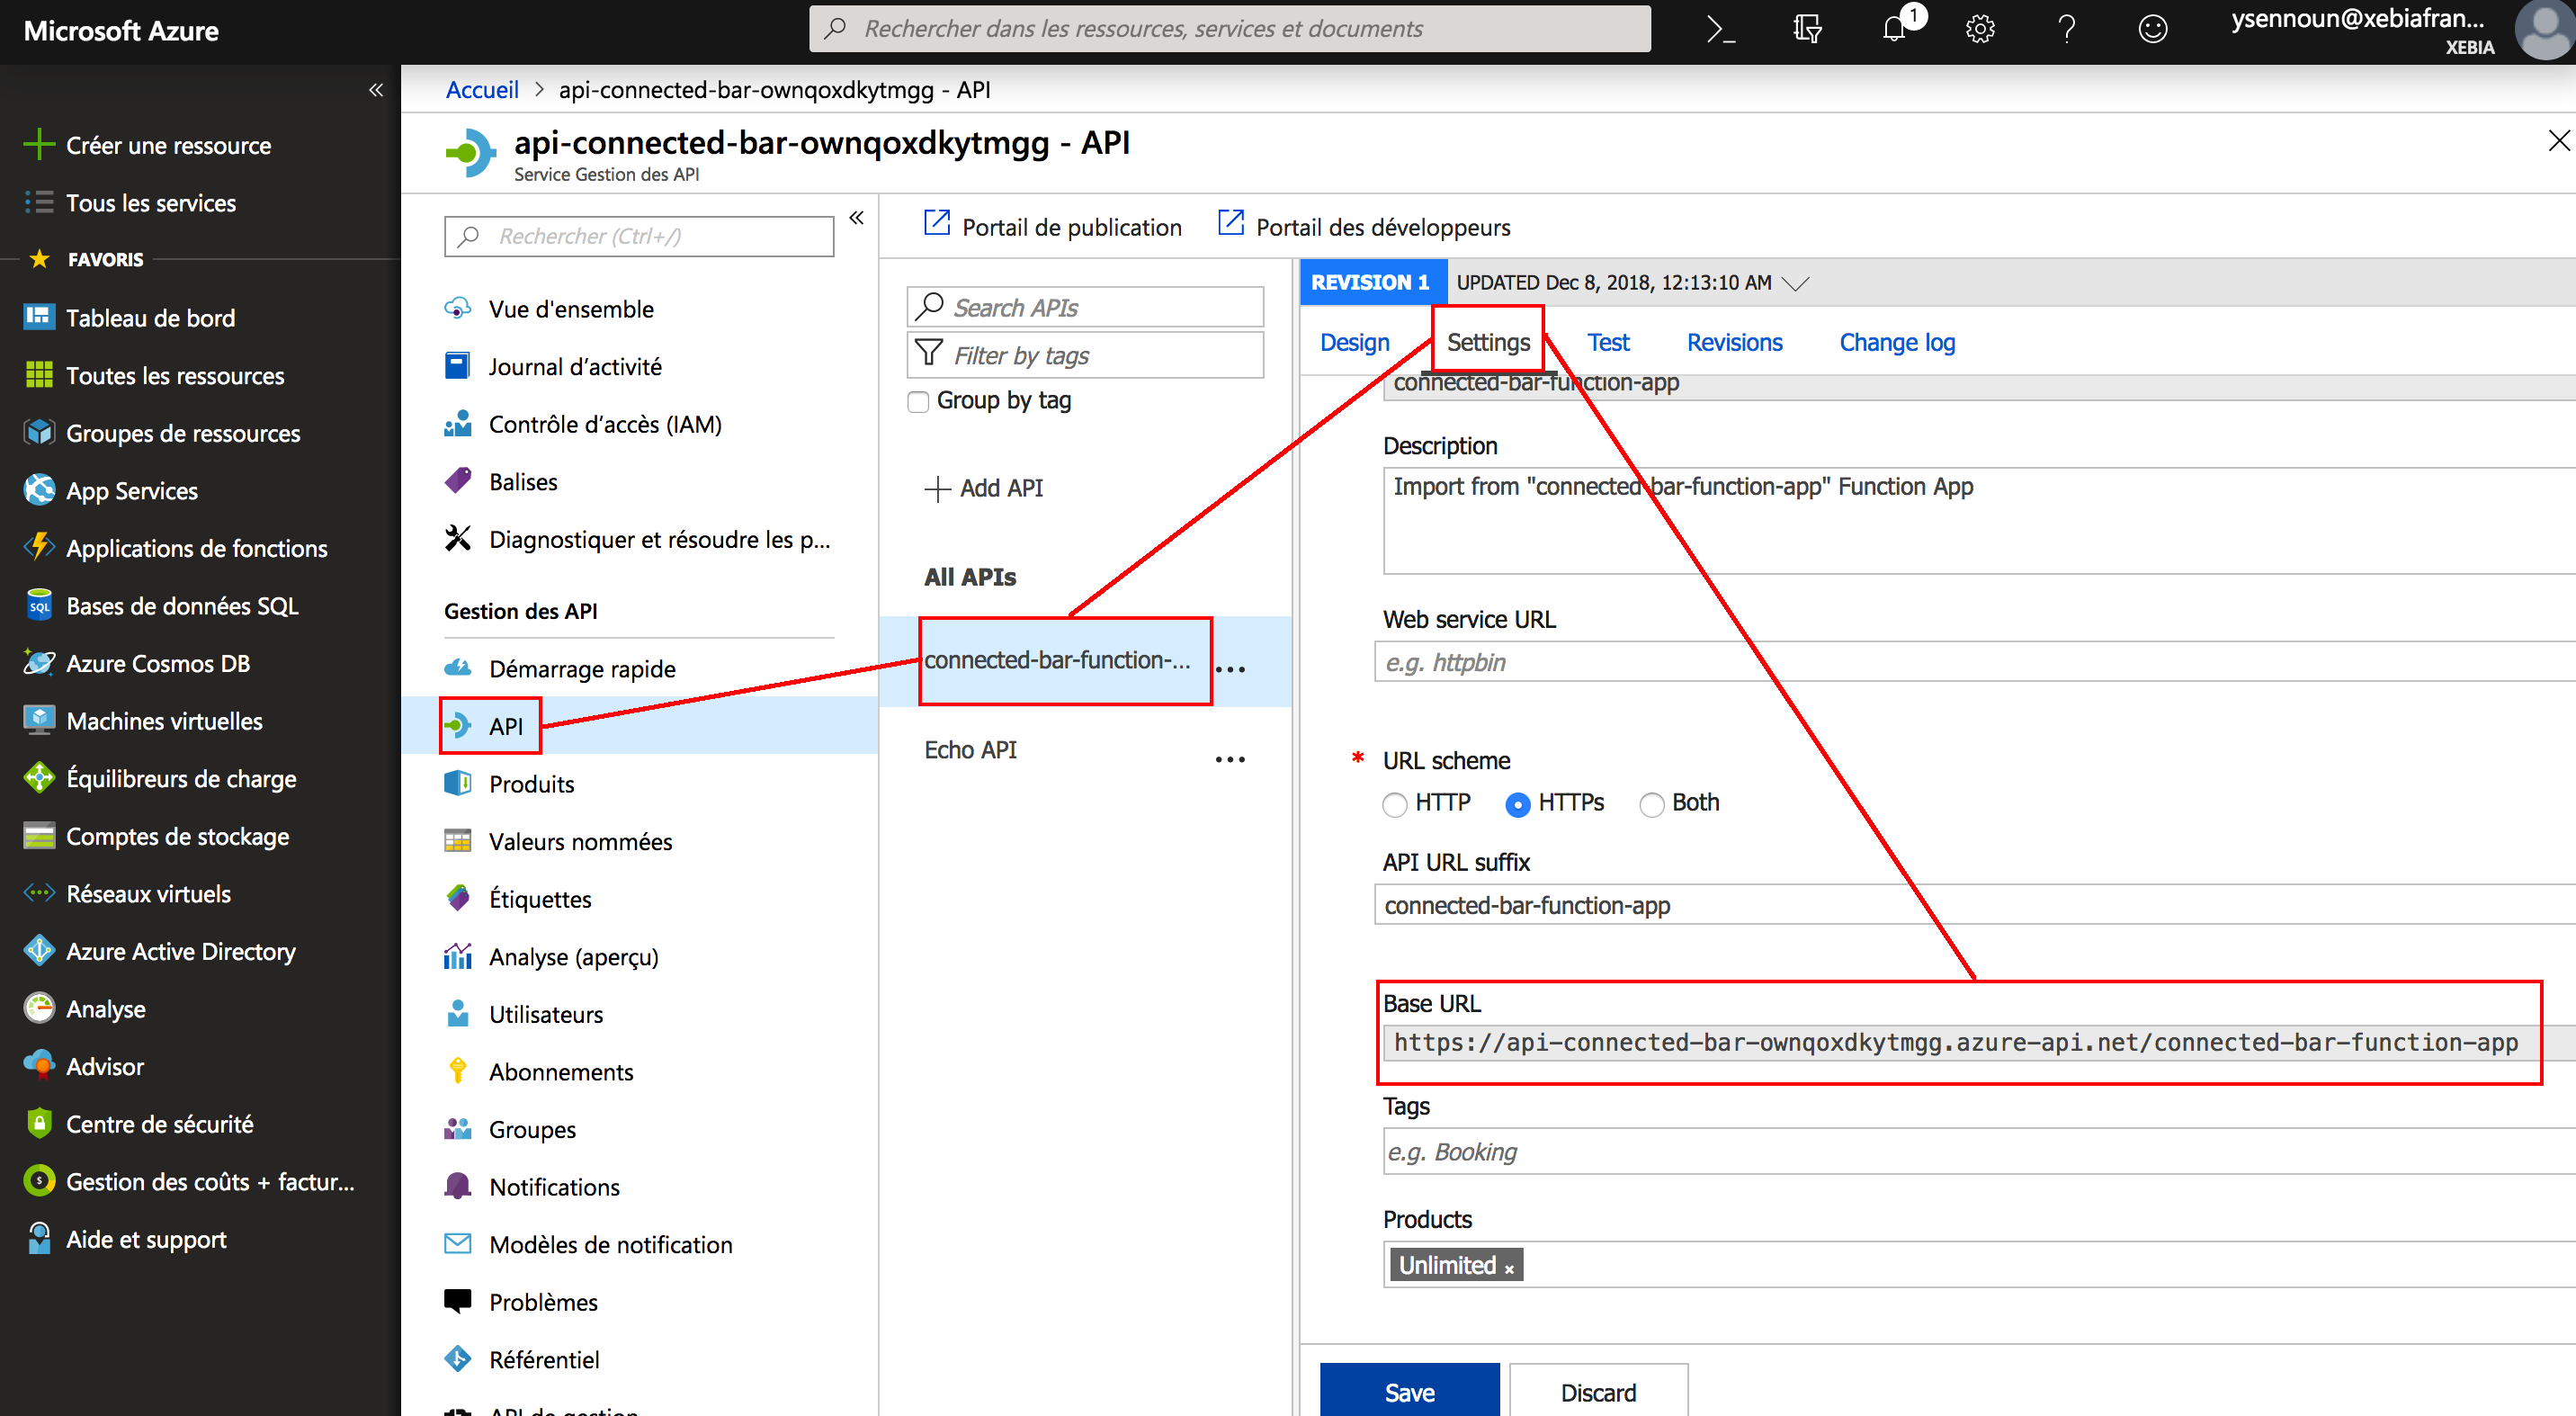 Microsoft Azure
Rechercher dans les ressources, services et documents
1
ysennoun@xebiafran...
XEBIA
Créer une ressource
Tous les services
FAVORIS
Tableau de bord
Toutes les ressources
Groupes de ressources
App Services
Applications de fonctions
SQL
Bases de données SQL
Azure Cosmos DB
Machines virtuelles
Équilibreurs de charge
Comptes de stockage
Réseaux virtuels
Azure Active Directory
Analyse
Advisor
Centre de sécurité
Gestion des coûts + factur...
Aide et support
Accueil > api-connected-bar-ownqoxdkytmgg - API
api-connected-bar-ownqoxdkytmgg - API
Service Gestion des API
Rechercher (Ctrl+/)
Vue d'ensemble
Journal d’activité
Contrôle d’accès (IAM)
Balises
Diagnostiquer et résoudre les p...
Gestion des API
Démarrage rapide
API
Produits
Valeurs nommées
Étiquettes
Analyse (aperçu)
Utilisateurs
Abonnements
Groupes
Notifications
Modèles de notification
Problèmes
Référentiel
API de gestion
Portail de publication
Portail des développeurs
Search APIs
Filter by tags
Group by tag
Add API
All APIs
connected-bar-function-...
Echo API
REVISION 1
UPDATED Dec 8, 2018, 12:13:10 AM
Design
Settings
Test
Revisions
Change log
connected-bar-function-app
Description
Import from "connected-bar-function-app" Function App
Web service URL
e.g. httpbin
* URL scheme
HTTP
HTTPs
Both
API URL suffix
connected-bar-function-app
Base URL
https://api-connected-bar-ownqoxdkytmgg.azure-api.net/connected-bar-function-app
Tags
e.g. Booking
Products
Unlimited ×
Save
Discard